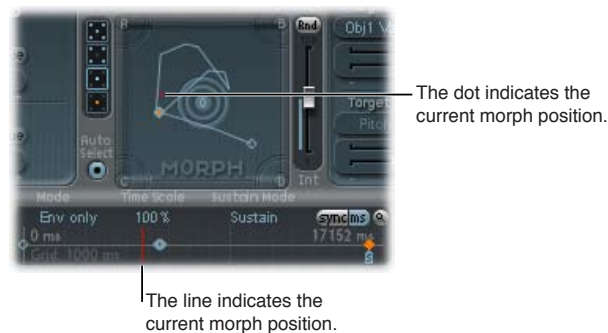 A
B
Rnd
Obj1
The dot indicates the
current morph position.
Target
Pitch
Auto
Select
C
MORPH
D
Int
Mode
Time Scale
Sustain Mode
Env only
100 %
Sustain
sync ms
0 ms
17152 ms
Grid: 1000 ms
S
The line indicates the
current morph position.